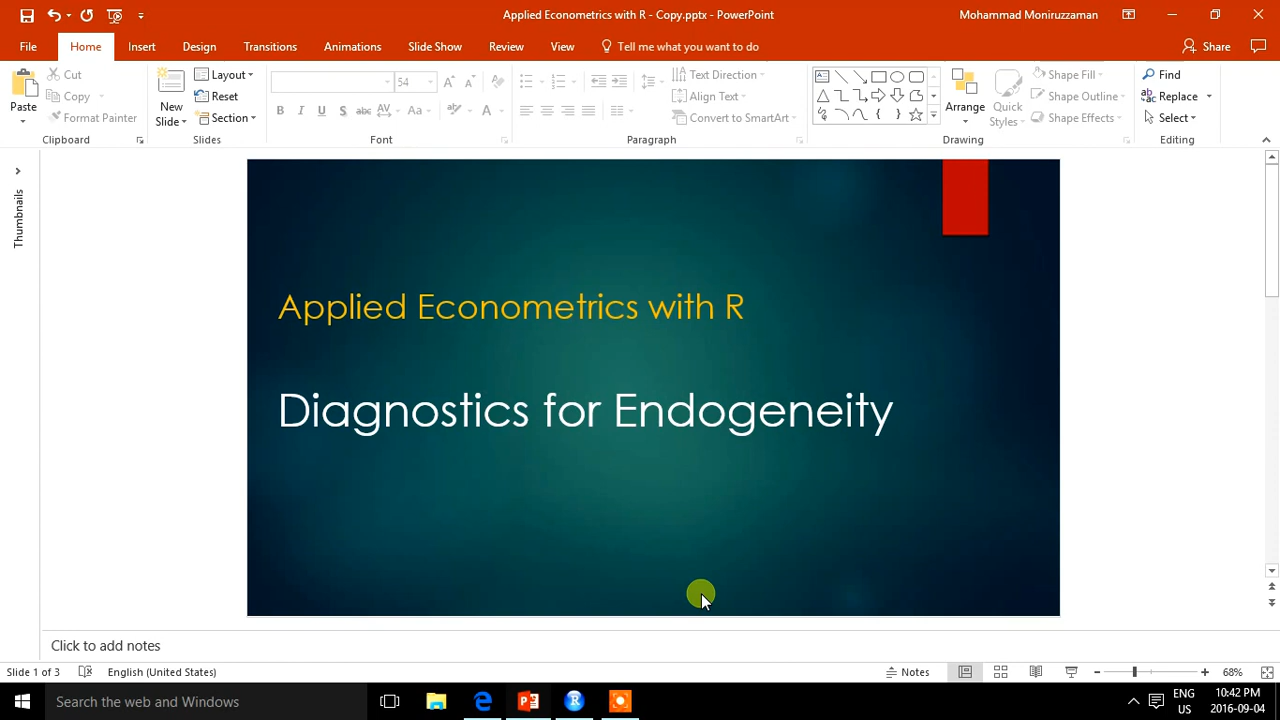 Applied Econometrics with R - Copy.pptx - PowerPoint
Mohammad Moniruzzaman
File
Home
Insert
Design
Transitions
Animations
Slide Show
Review
View
Tell me what you want to do
Share
Paste
Cut
Copy
Format Painter
Clipboard
New
Slide
Layout
Reset
Section
Slides
54
B I U S abc AV Aa A
Font
Text Direction
Align Text
Convert to SmartArt
Paragraph
Arrange
Quick
Styles
Shape Fill
Shape Outline
Shape Effects
Drawing
Find
Replace
Select
Editing
Thumbnails
Applied Econometrics with R
Diagnostics for Endogeneity
Click to add notes
Slide 1 of 3
English (United States)
Notes
68%
Search the web and Windows
ENG
US
10:42 PM
2016-09-04